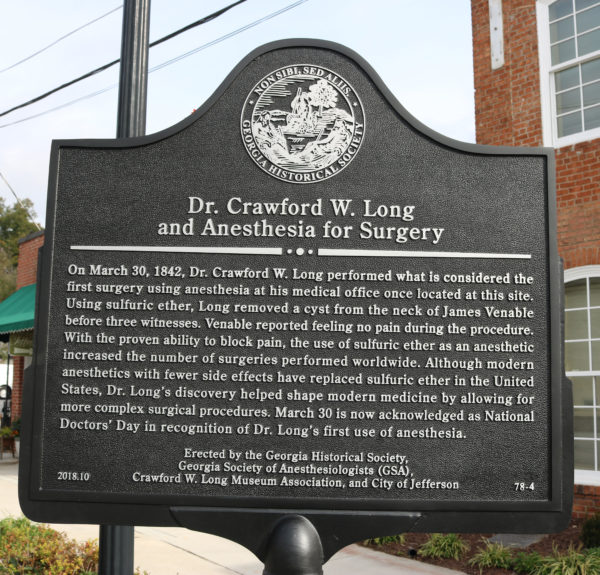 NON SIBI, SED ALIIS.
GEORGIA HISTORICAL SOCIETY
Dr. Crawford W. Long
and Anesthesia for Surgery
On March 30, 1842, Dr. Crawford W. Long performed what is considered the
first surgery using anesthesia at his medical office once located at this site.
Using sulfuric ether, Long removed a cyst from the neck of James Venable
before three witnesses. Venable reported feeling no pain during the procedure.
With the proven ability to block pain, the use of sulfuric ether as an anesthetic
increased the number of surgeries performed worldwide. Although modern
anesthetics with fewer side effects have replaced sulfuric ether in the United
States, Dr. Long's discovery helped shape modern medicine by allowing for
more complex surgical procedures. March 30 is now acknowledged as National
Doctors' Day in recognition of Dr. Long's first use of anesthesia.
Erected by the Georgia Historical Society,
Georgia Society of Anesthesiologists (GSA),
Crawford W. Long Museum Association, and City of Jefferson
2018.10
78-4